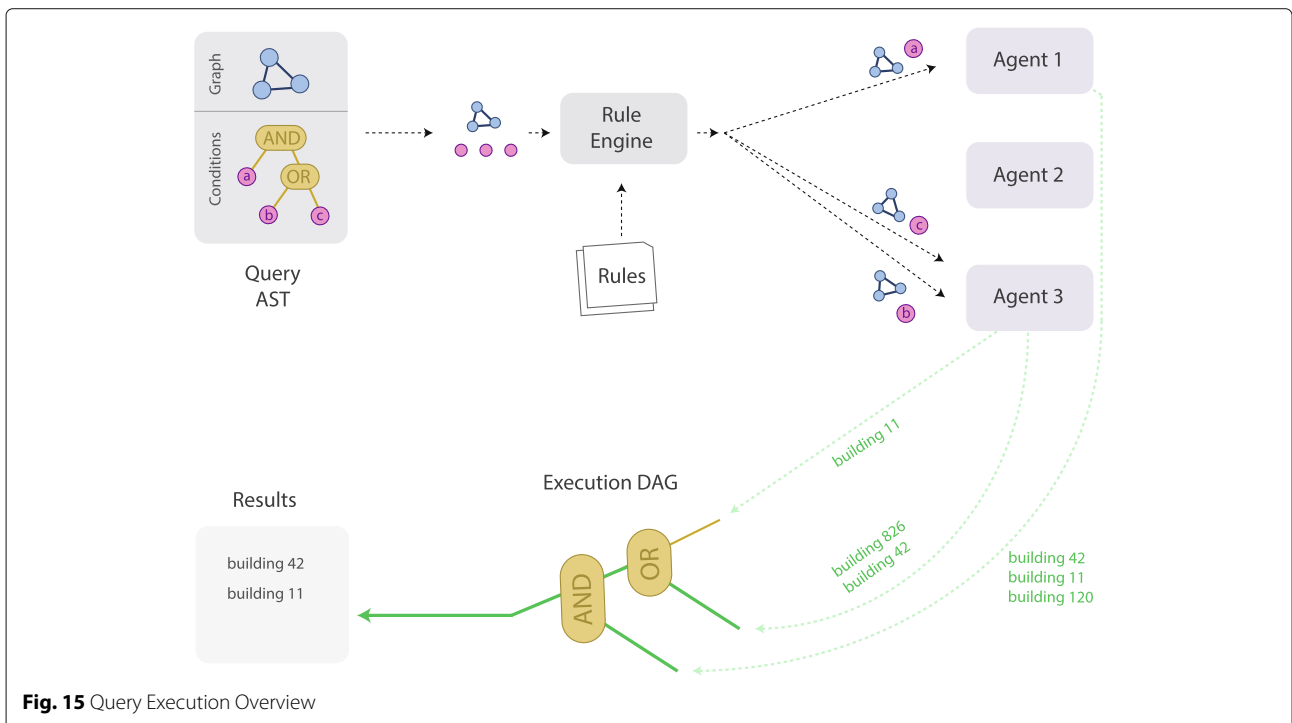 Graph
Conditions
AND
a
OR
b
c
Query
AST
Rule
Engine
Rules
a
c
b
Agent 1
Agent 2
Agent 3
building 11
building 826
building 42
building 42
building 11
building 120
Execution DAG
OR
AND
Results
building 42
building 11
Fig. 15 Query Execution Overview